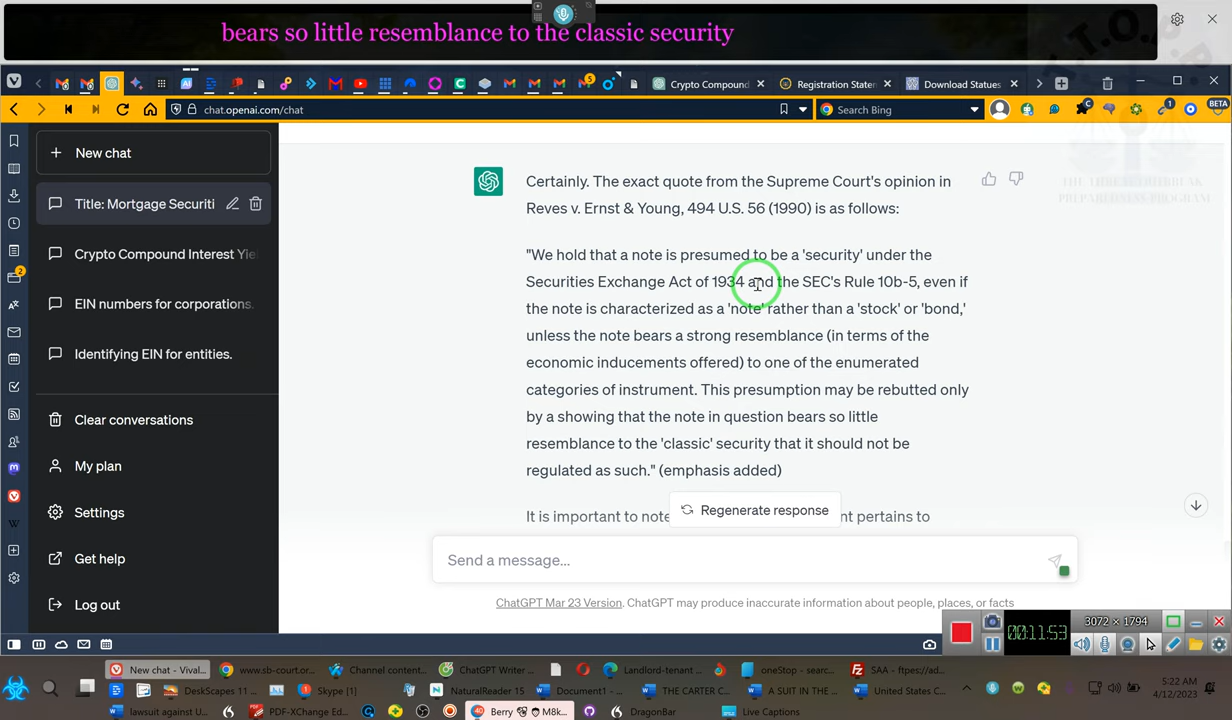 bears so little resemblance to the classic security
Crypto Compound
Registration Staten
Download Statues
chat.openai.com/chat
Search Bing
BETA
New chat
Certainly. The exact quote from the Supreme Court's opinion in
Reves v. Ernst & Young, 494 U.S. 56 (1990) is as follows:
"We hold that a note is presumed to be a 'security' under the
Securities Exchange Act of 1934 and the SEC's Rule 10b-5, even if
the note is characterized as a 'note' rather than a 'stock' or 'bond,'
unless the note bears a strong resemblance (in terms of the
economic inducements offered) to one of the enumerated
categories of instrument. This presumption may be rebutted only
by a showing that the note in question bears so little
resemblance to the 'classic' security that it should not be
regulated as such." (emphasis added)
It is important to note
nt pertains to
Regenerate response
Title: Mortgage Securiti
Crypto Compound Interest Yie
EIN numbers for corporations.
Identifying EIN for entities.
Clear conversations
My plan
Settings
Get help
Log out
Send a message...
ChatGPT Mar 23 Version. ChatGPT may produce inaccurate information about people, places, or facts
3072 × 1794
00:11:53
New chat - Vival...
www.sb-court.or...
Channel content...
ChatGPT Writer ...
Landlord-tenant ...
oneStop - searc...
SAA - ftpes://ad...
5:22 AM
DeskScapes 11 ...
Skype [1]
NaturalReader 15
Document1 - ...
THE CARTER C...
A SUIT IN THE ...
United States C...
4/12/2023
lawsuit against U...
PDF-XChange Editor
Berry
M8k...
DragonBar
Live Captions